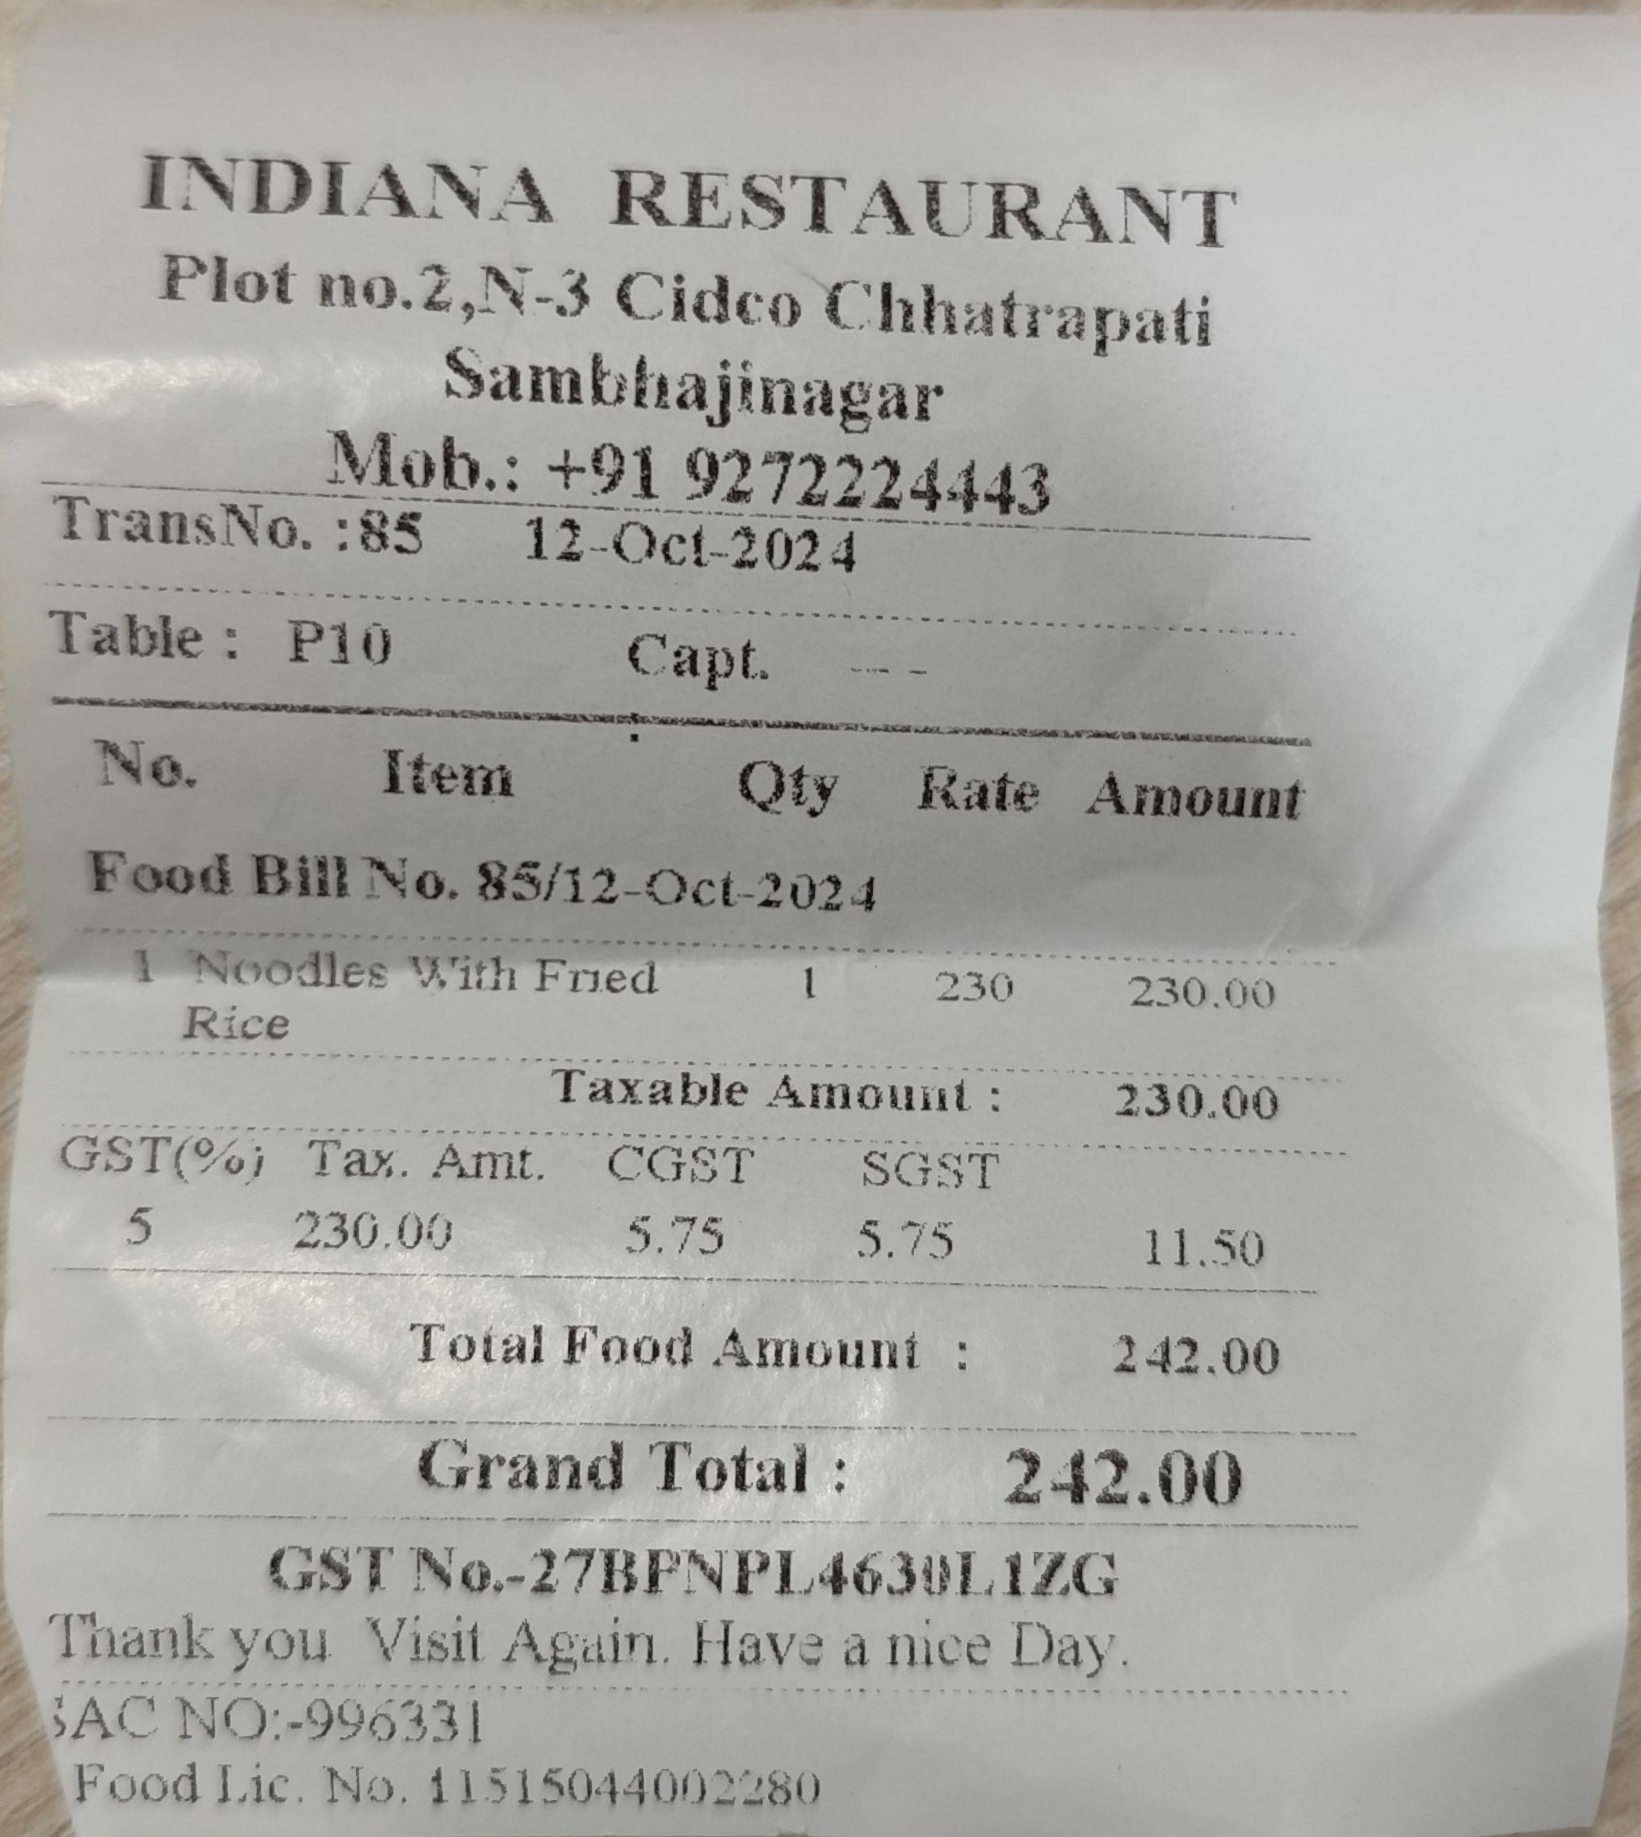 INDIANA RESTAURANT
Plot no.2,N-3 Cidco Chhatrapati
Sambhajinagar
Mob.: +91 9272224443
TransNo. :85 12-Oct-2024
Table : P10 Capt. -- -
:
No. Item Qty Rate Amount
Food Bill No. 85/12-Oct-2024
1 Noodles With Fried 1 230 230.00
Rice
Taxable Amount : 230.00
GST(%) Tax. Amt. CGST SGST
5 230.00 5.75 5.75 11.50
Total Food Amount : 242.00
Grand Total : 242.00
GST No.-27BPNPL4630L1ZG
Thank you Visit Again. Have a nice Day.
SAC NO:-996331
Food Lic. No. 11515044002280